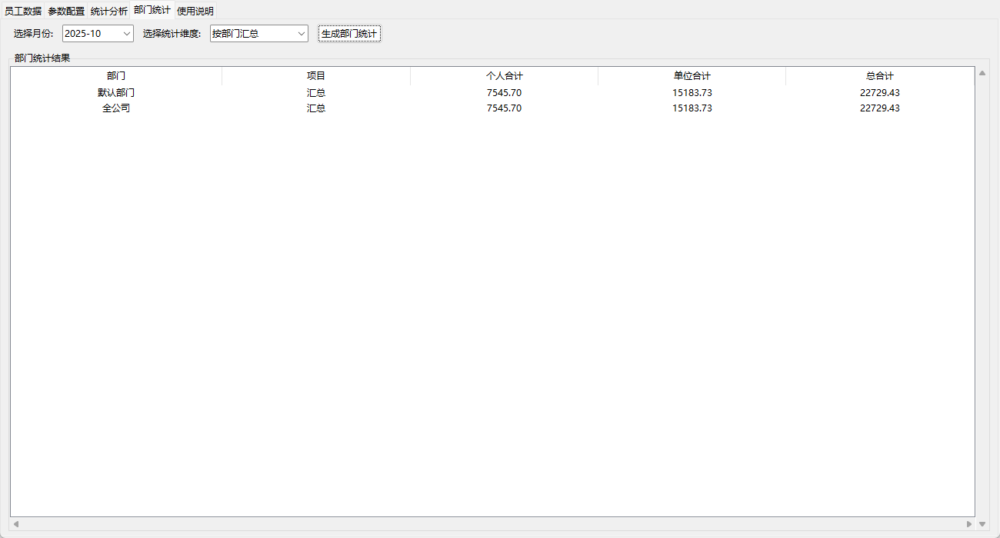 员工数据 参数配置 统计分析 部门统计 使用说明
选择月份: 2025-10 选择统计维度: 按部门汇总 生成部门统计
部门统计结果
部门 项目 个人合计 单位合计 总合计
默认部门 汇总 7545.70 15183.73 22729.43
全公司 汇总 7545.70 15183.73 22729.43